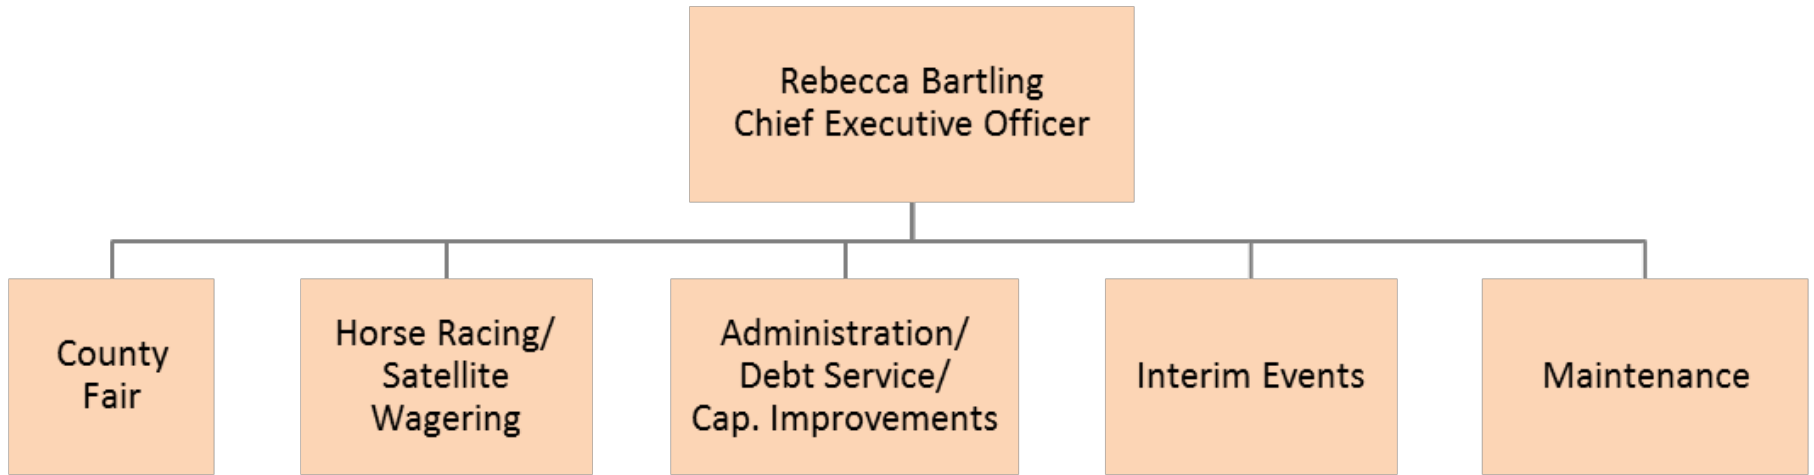 Rebecca Bartling
Chief Executive Officer
County
Fair
Horse Racing/
Satellite
Wagering
Administration/
Debt Service/
Cap. Improvements
Interim Events
Maintenance